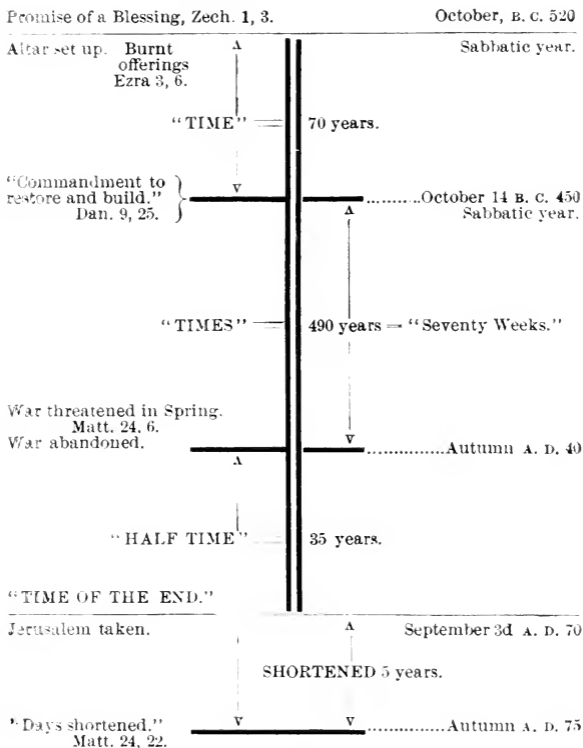 Promise of a Blessing, Zech. 1, 3. October, B. C. 520
Altar set up. Burnt Sabbatic year.
offerings
Ezra 3, 6.
"TIME" 70 years.
"Commandment to
restore and build." ..........October 14 B. C. 450
Dan. 9, 25. Sabbatic year.
"TIMES" 490 years = "Seventy Weeks."
War threatened in Spring.
Matt. 24, 6.
War abandoned. ...............Autumn A. D. 40
"HALF TIME" 35 years.
"TIME OF THE END."
Jerusalem taken. September 3d A. D. 70
SHORTENED 5 years.
"Days shortened." ...............Autumn A. D. 75
Matt. 24, 22.